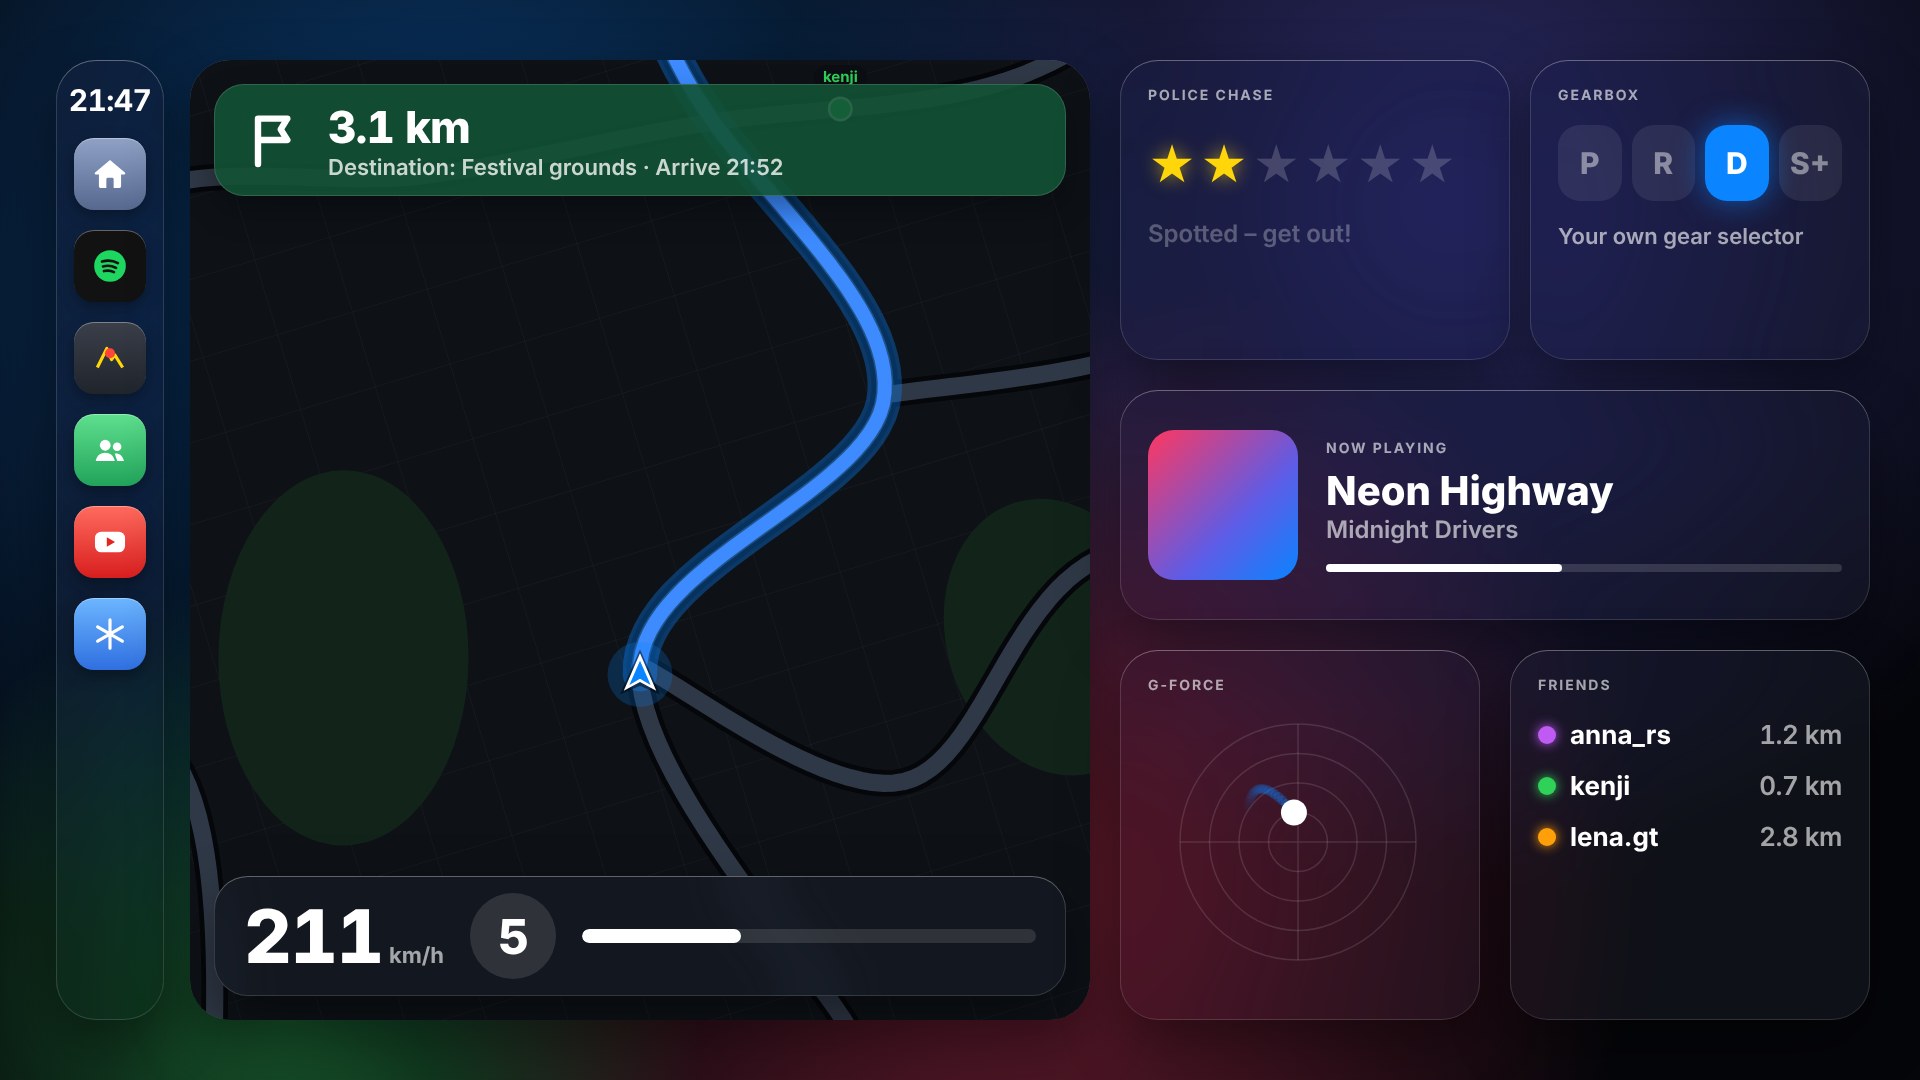 21:47
kenji
3.1 km
Destination: Festival grounds · Arrive 21:52
211 km/h
5
POLICE CHASE
Spotted – get out!
GEARBOX
P R D S+
Your own gear selector
NOW PLAYING
Neon Highway
Midnight Drivers
G-FORCE
FRIENDS
anna_rs 1.2 km
kenji 0.7 km
lena.gt 2.8 km